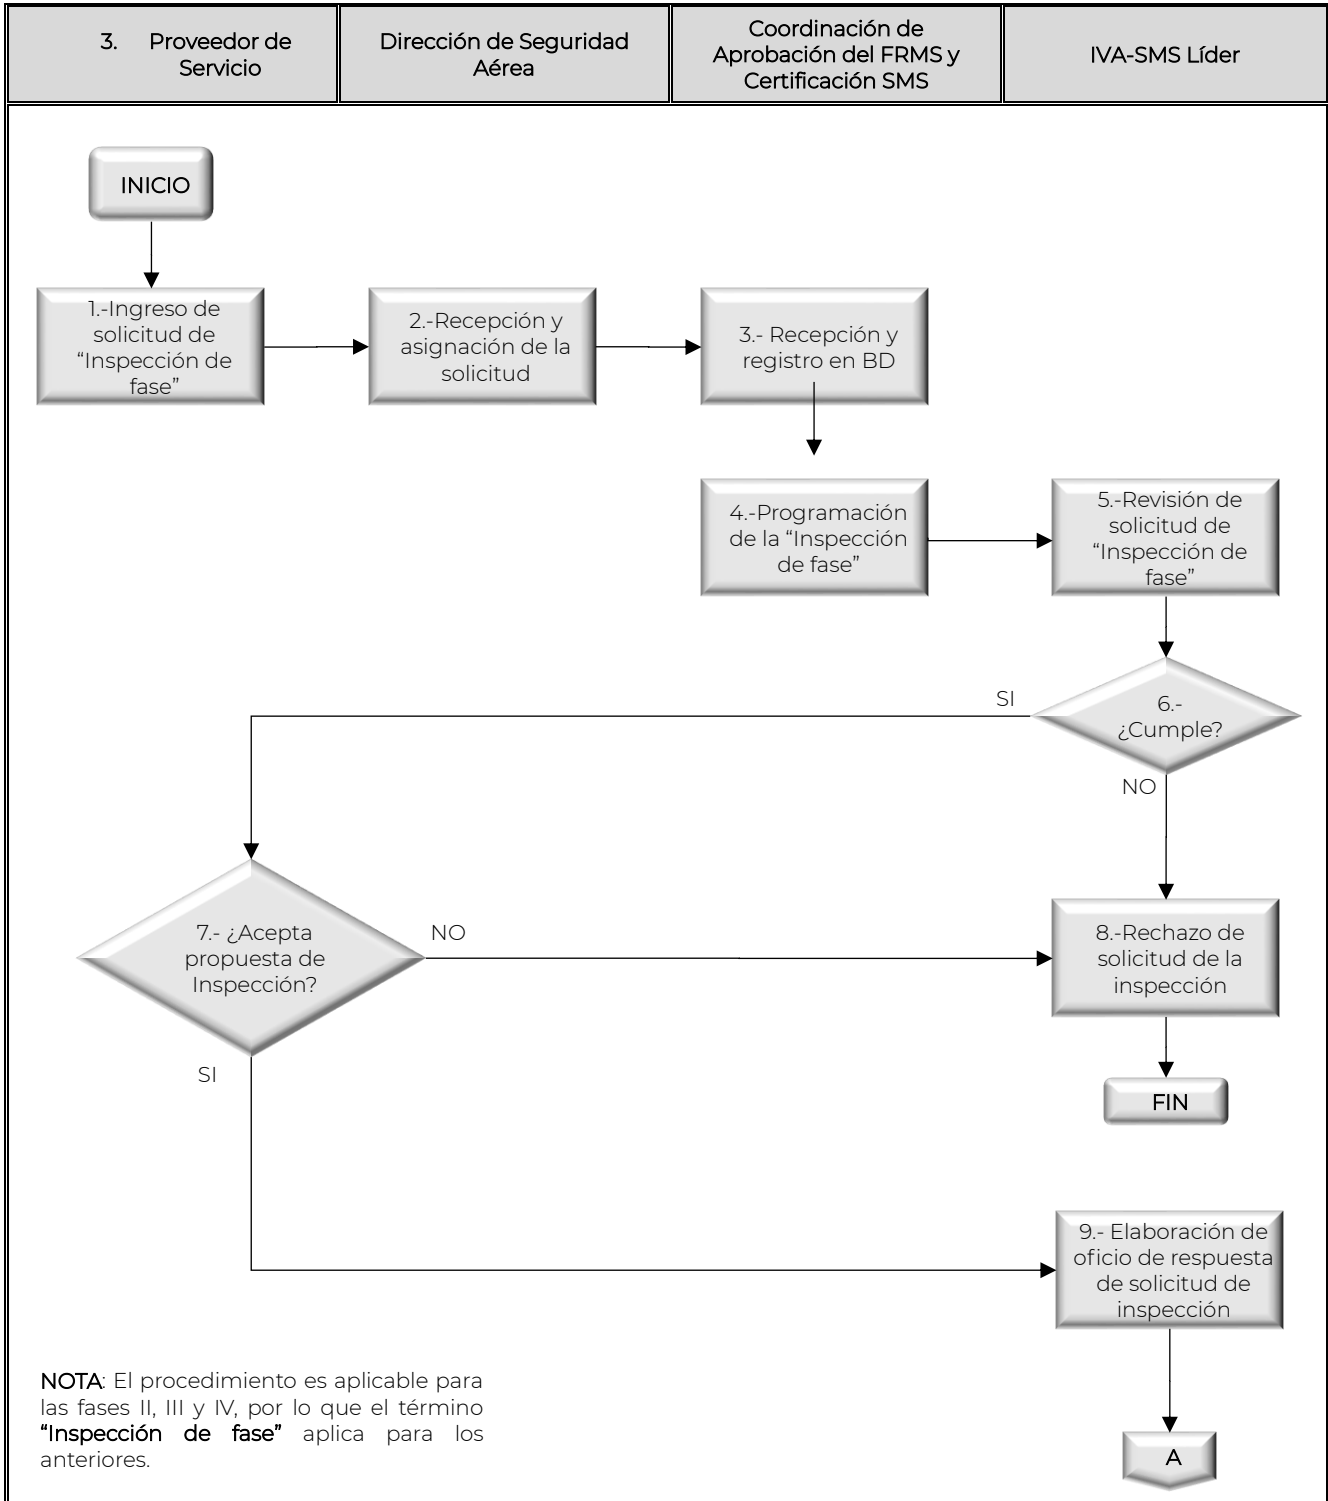 3. Proveedor de
Servicio
Dirección de Seguridad
Aérea
Coordinación de
Aprobación del FRMS y
Certificación SMS
IVA-SMS Líder
INICIO
1.-Ingreso de
solicitud de
“Inspección de
fase”
2.-Recepción y
asignación de la
solicitud
3.- Recepción y
registro en BD
4.-Programación
de la “Inspección
de fase”
5.-Revisión de
solicitud de
“Inspección de
fase”
SI
6.-
¿Cumple?
NO
7.- ¿Acepta
propuesta de
Inspección?
NO
8.-Rechazo de
solicitud de la
inspección
SI
FIN
9.- Elaboración de
oficio de respuesta
de solicitud de
inspección
NOTA: El procedimiento es aplicable para
las fases II, III y IV, por lo que el término
“Inspección de fase” aplica para los
anteriores.
A